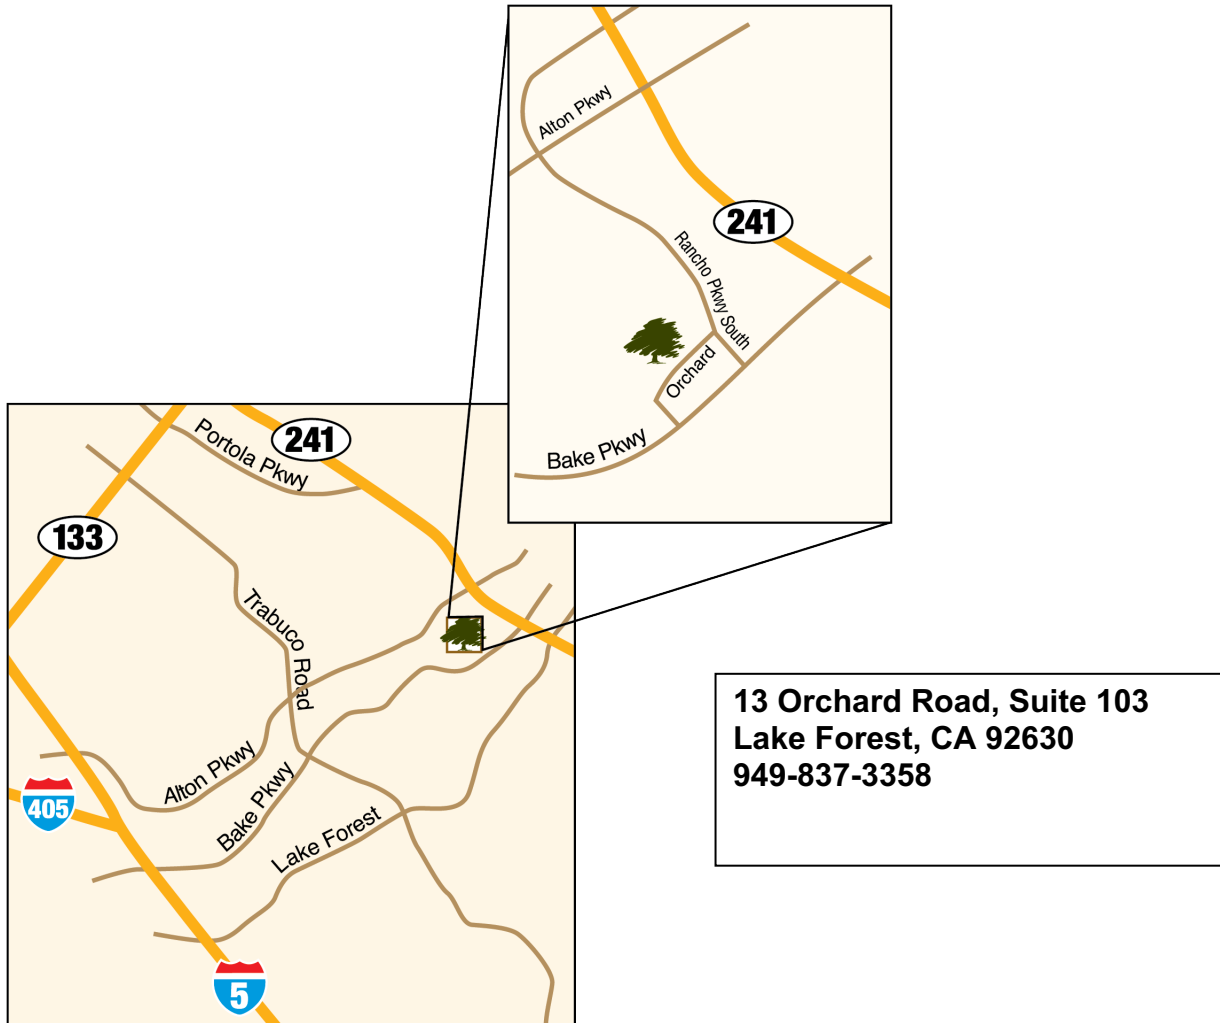 Alton Pkwy
241
Rancho Pkwy South
Orchard
Bake Pkwy
241
Portola Pkwy
133
Trabuco Road
Alton Pkwy
Bake Pkwy
Lake Forest
405
5
13 Orchard Road, Suite 103
Lake Forest, CA 92630
949-837-3358